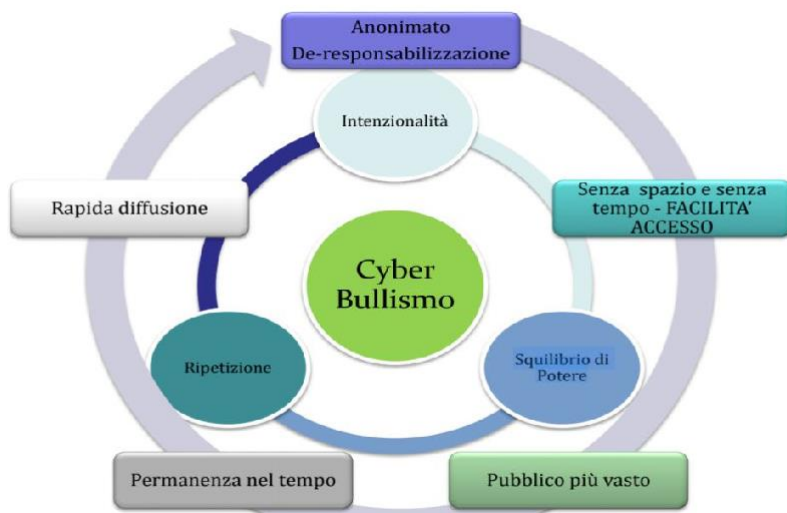 Anonimato
De-responsabilizzazione
Intenzionalità
Rapida diffusione
Senza spazio e senza
tempo - FACILITA'
ACCESSO
Cyber
Bullismo
Ripetizione
Squilibrio di
Potere
Permanenza nel tempo
Pubblico più vasto